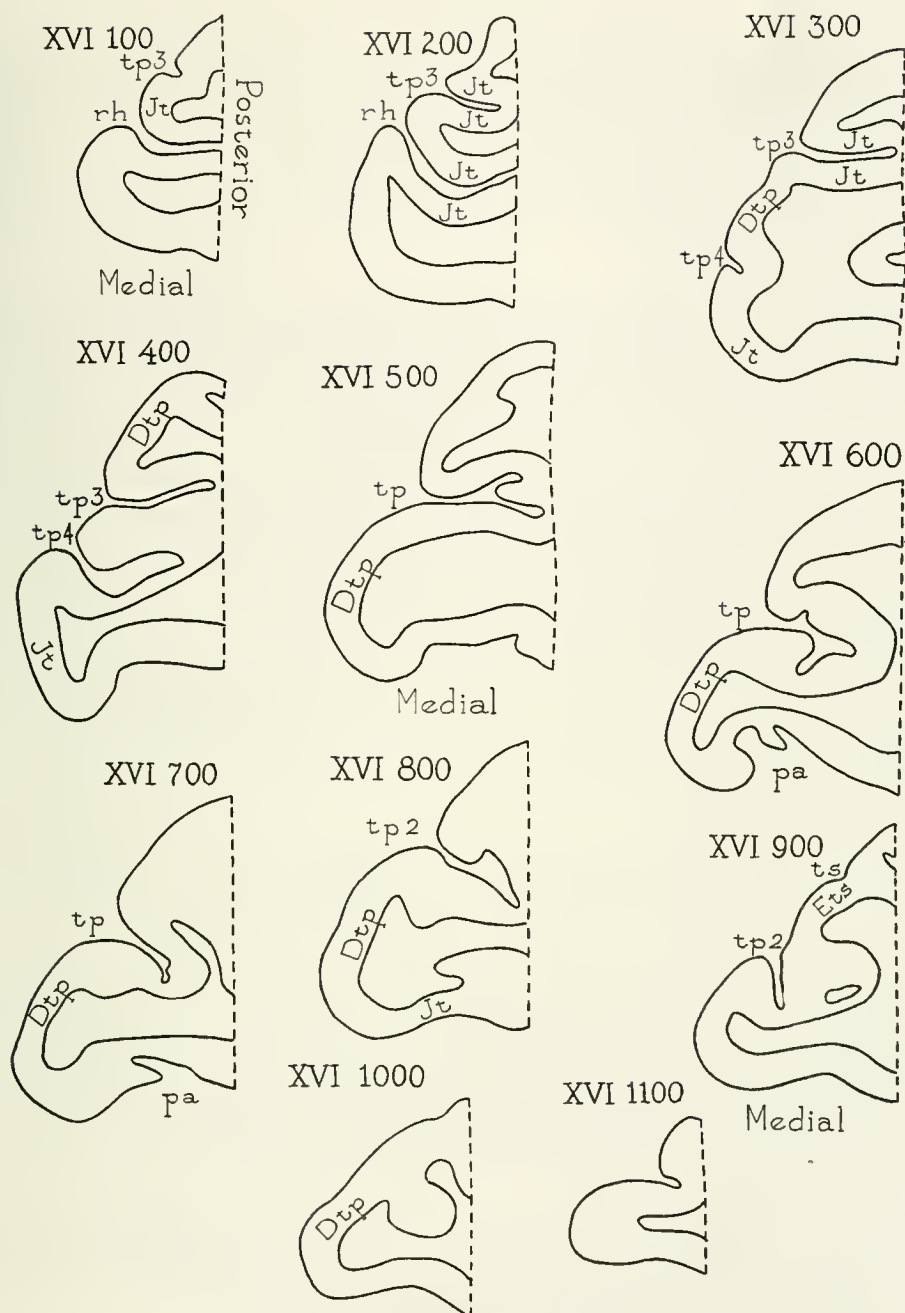 XVI 100
tp3
Jt
rh
Posterior
Medial
XVI 200
tp3
Jt
rh
Jt
Jt
Jt
XVI 300
tp3
Jt
Jt
Dtp
tp4
Jt
XVI 400
Dtp
tp3
tp4
Jt
XVI 500
tp
Dtp
Medial
XVI 600
tp
Dtp
pa
XVI 700
tp
Dtp
pa
XVI 800
tp2
Dtp
Jt
XVI 900
ts
Ets
tp2
Medial
XVI 1000
Dtp
XVI 1100